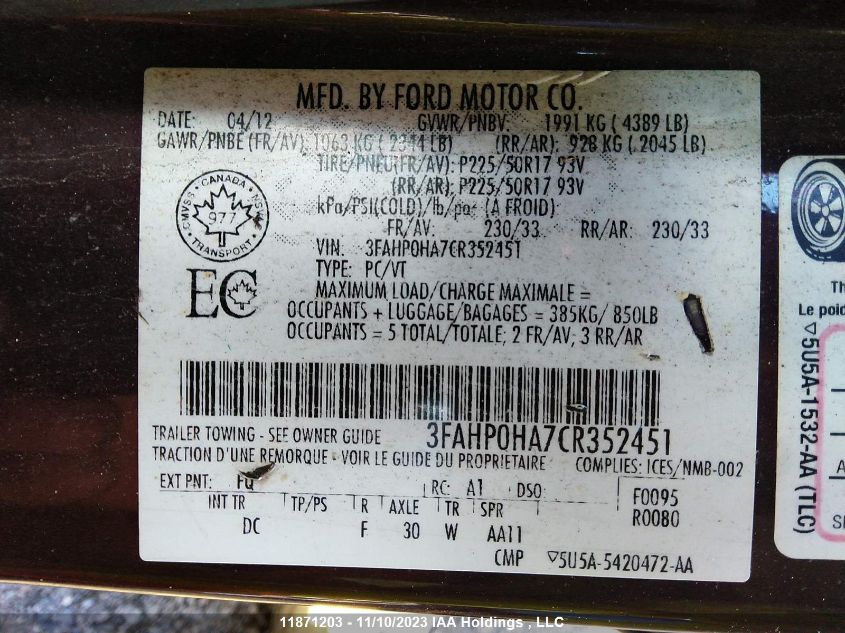 MFD. BY FORD MOTOR CO.
DATE: 04/12 GVWR/PNBV: 1991 KG ( 4389 LB)
GAWR/PNBE (FR/AV): 1063 KG ( 2344 LB) (RR/AR): 928 KG ( 2045 LB)
TIRE/PNEU(FR/AV): P225/50R17 93V
(RR/AR): P225/50R17 93V
kPa/PSI(COLD)/lb/po² (A FROID)
FR/AV: 230/33 RR/AR: 230/33
VIN: 3FAHP0HA7CR352451
TYPE: PC/VT
MAXIMUM LOAD/CHARGE MAXIMALE =
OCCUPANTS + LUGGAGE/BAGAGES = 385KG/ 850LB
OCCUPANTS = 5 TOTAL/TOTALE; 2 FR/AV, 3 RR/AR
CANADA
977
TRANSPORT
EC
3FAHP0HA7CR352451
TRAILER TOWING - SEE OWNER GUIDE
TRACTION D'UNE REMORQUE - VOIR LE GUIDE DU PROPRIETAIRE COMPLIES: ICES/NMB-002
EXT PNT: FQ RC: A1 DSO: F0095
INT TR TP/PS R AXLE TR SPR R0080
DC F 30 W AA11
CMP ▽5U5A-5420472-AA
Th
Le poid
▽5U5A-1532-AA (TLC)
11871203 - 11/10/2023 IAA Holdings , LLC